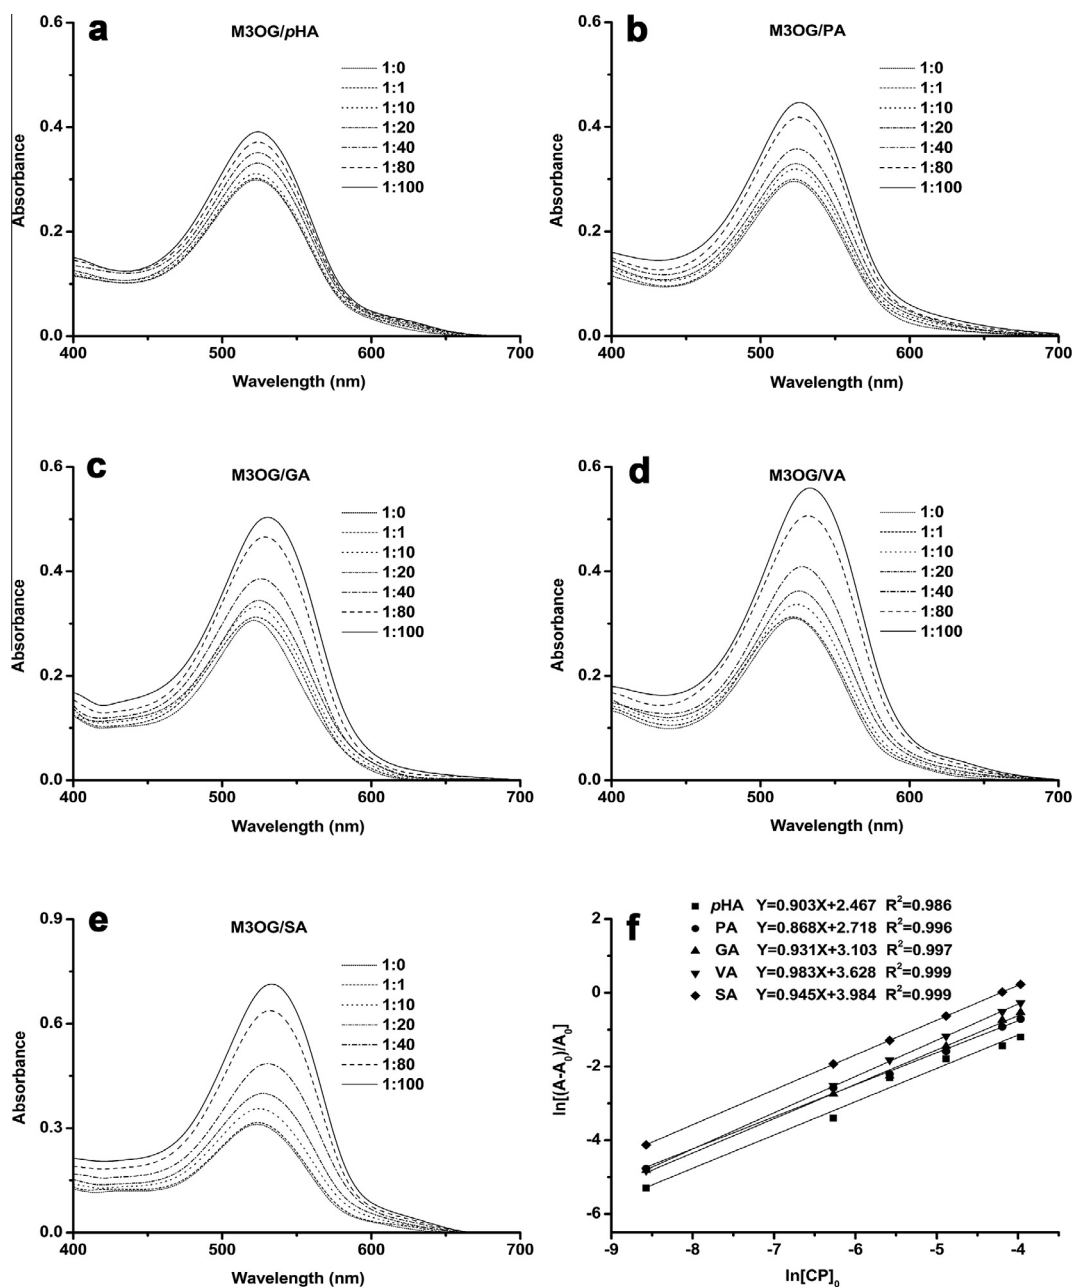 a
M3OG/pHA
1:0
1:1
1:10
1:20
1:40
1:80
1:100
0.6
0.4
0.2
0.0
Absorbance
400 500 600 700
Wavelength (nm)
b
M3OG/PA
1:0
1:1
1:10
1:20
1:40
1:80
1:100
0.6
0.4
0.2
0.0
Absorbance
400 500 600 700
Wavelength (nm)
c
M3OG/GA
1:0
1:1
1:10
1:20
1:40
1:80
1:100
0.6
0.4
0.2
0.0
Absorbance
400 500 600 700
Wavelength (nm)
d
M3OG/VA
1:0
1:1
1:10
1:20
1:40
1:80
1:100
0.6
0.4
0.2
0.0
Absorbance
400 500 600 700
Wavelength (nm)
e
M3OG/SA
1:0
1:1
1:10
1:20
1:40
1:80
1:100
0.9
0.6
0.3
0.0
Absorbance
400 500 600 700
Wavelength (nm)
f
pHA Y=0.903X+2.467 R²=0.986
PA Y=0.868X+2.718 R²=0.996
GA Y=0.931X+3.103 R²=0.997
VA Y=0.983X+3.628 R²=0.999
SA Y=0.945X+3.984 R²=0.999
2
0
-2
-4
-6
ln[(A-A₀)/A₀]
-9 -8 -7 -6 -5 -4
ln[CP]₀